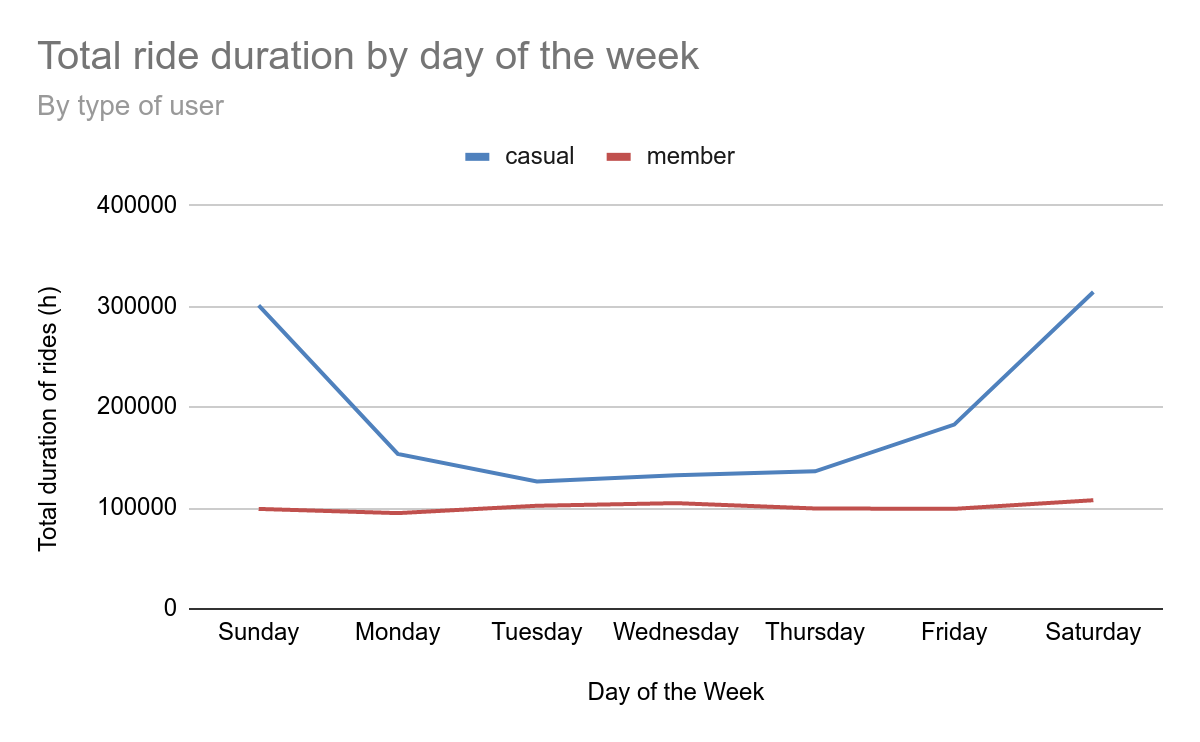 Total ride duration by day of the week
By type of user
casual member
400000
300000
200000
100000
0
Total duration of rides (h)
Sunday Monday Tuesday Wednesday Thursday Friday Saturday
Day of the Week